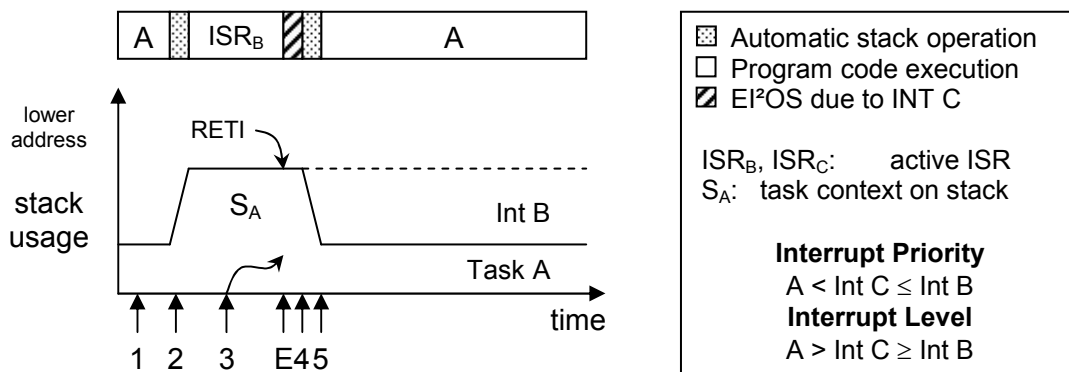 A ISR_B A
lower
address
RETI
stack
usage
S_A
Int B
Task A
time
1 2 3 E4 5
Automatic stack operation
Program code execution
EI²OS due to INT C
ISR_B, ISR_C: active ISR
S_A: task context on stack
Interrupt Priority
A < Int C ≤ Int B
Interrupt Level
A > Int C ≥ Int B